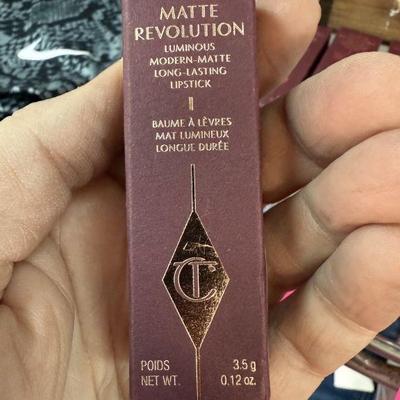 MATTE
REVOLUTION
LUMINOUS
MODERN-MATTE
LONG-LASTING
LIPSTICK
BAUME À LÈVRES
MAT LUMINEUX
LONGUE DURÉE
CT
POIDS 3.5 g
NET WT. 0.12 oz.